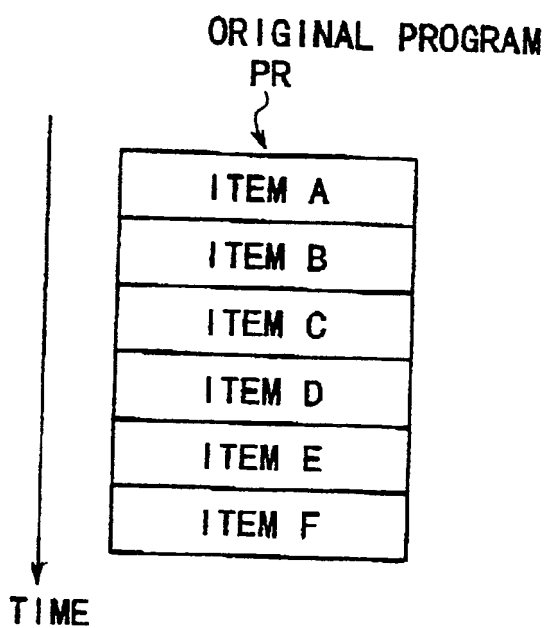 ORIGINAL PROGRAM
PR
ITEM A
ITEM B
ITEM C
ITEM D
ITEM E
ITEM F
TIME